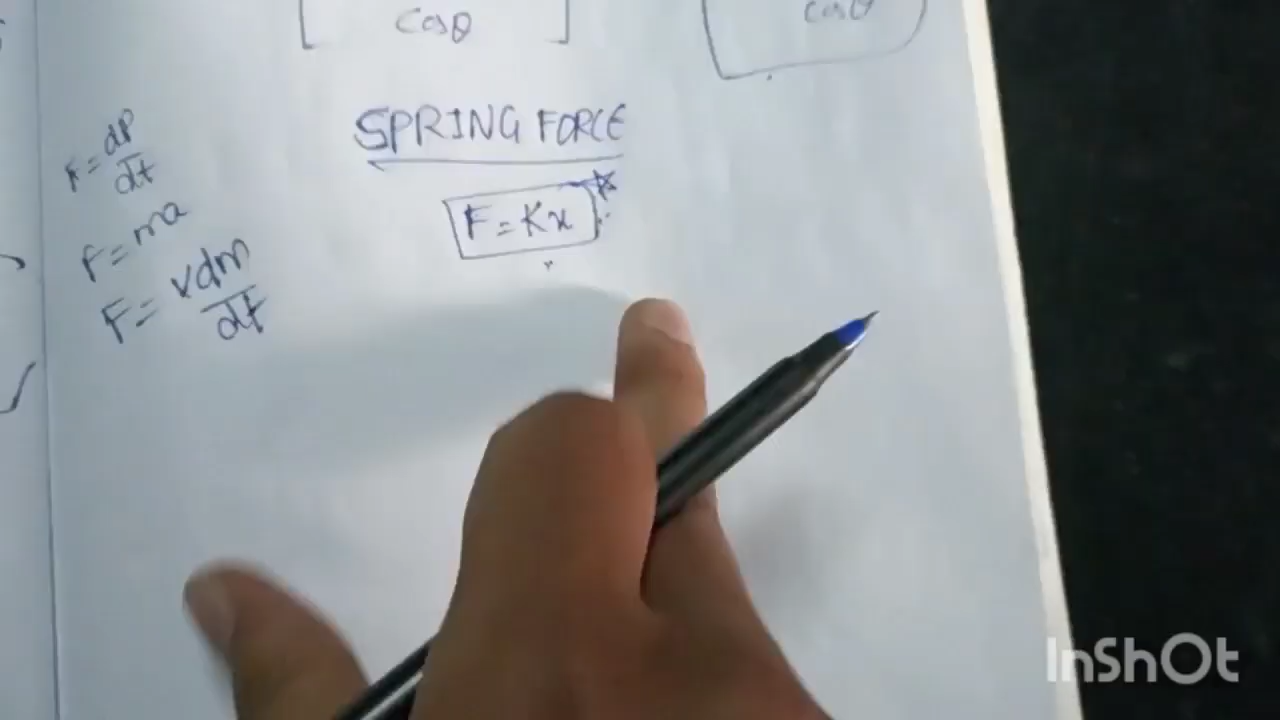 Cosθ
cosθ
SPRING FORCE
F = Kx
F = dP
dt
F = ma
F = vdm
dt
InShOt